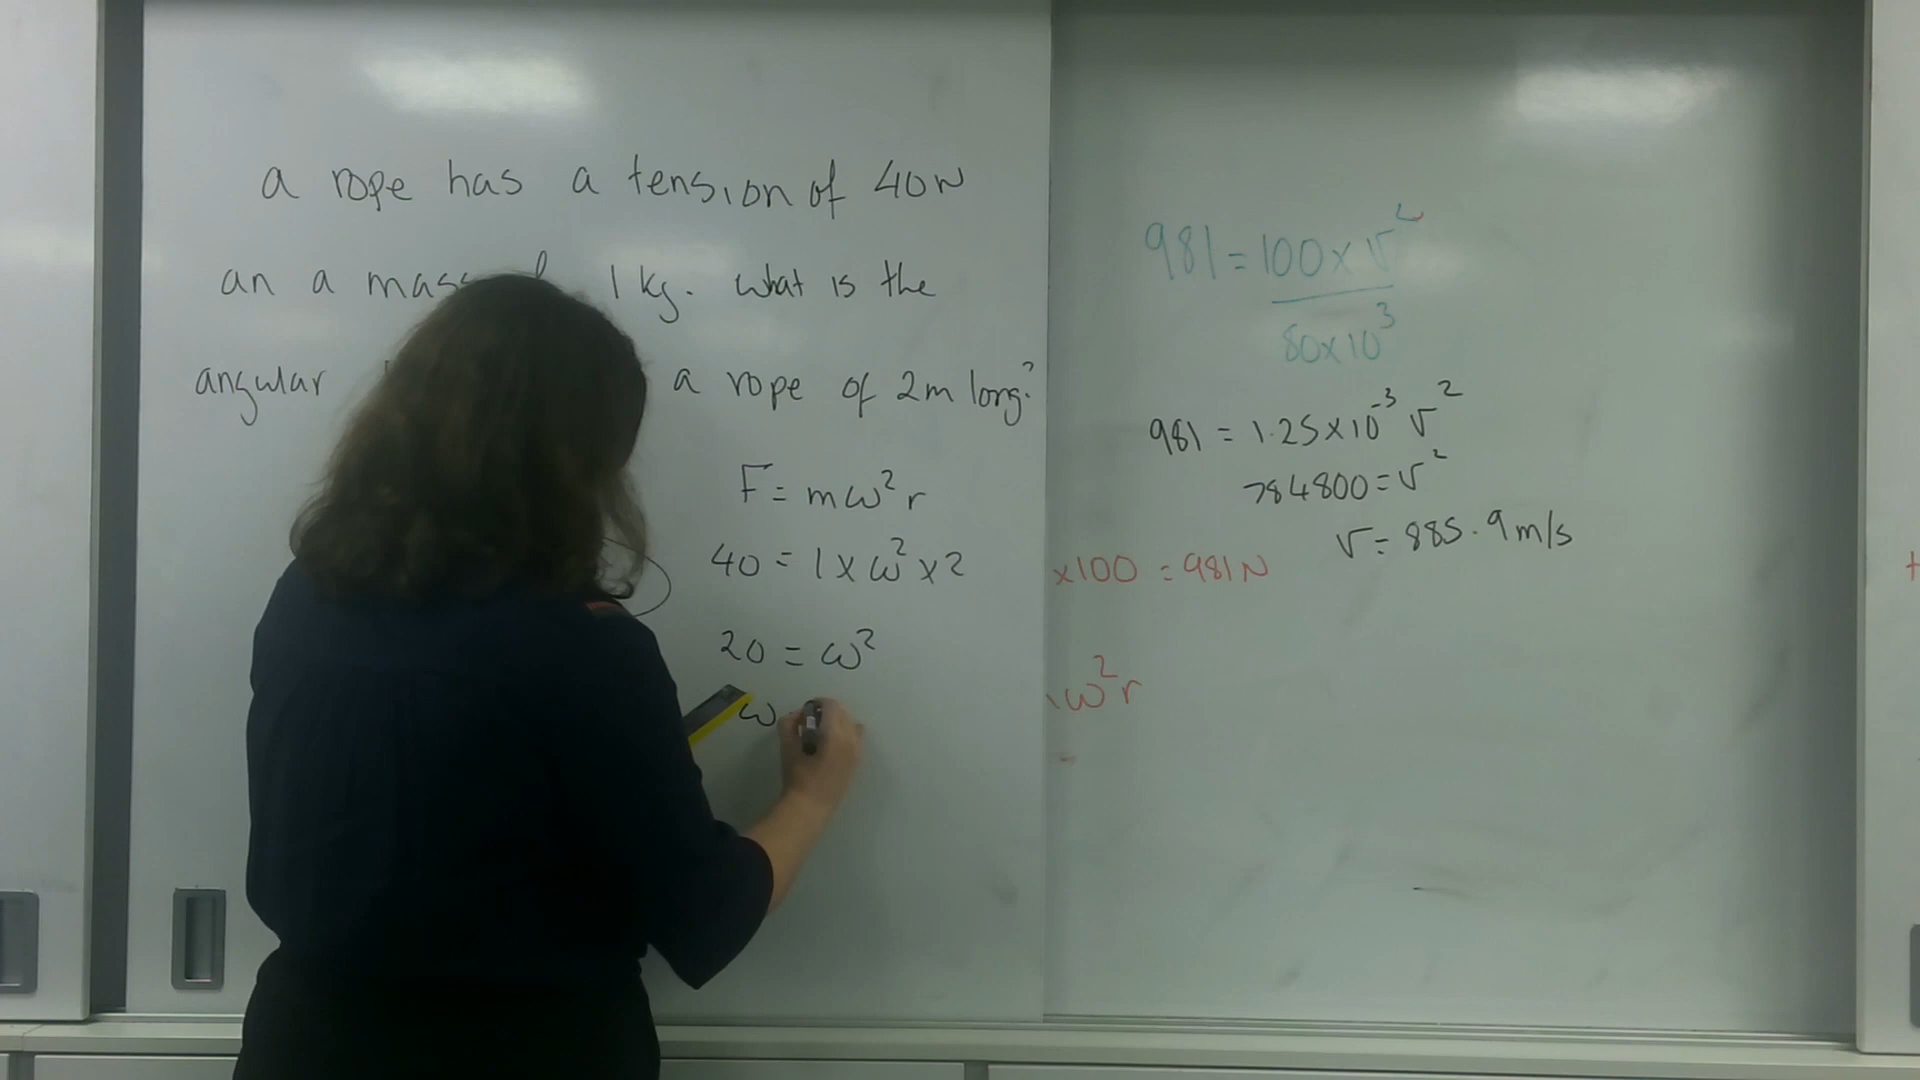 a rope has a tension of 40N
an a mass 1kg. What is the
angular a rope of 2m long?
F = mω²r
40 = 1 x ω² x 2
20 = ω²
ω
981 = 100 x v²
80x10³
981 = 1.25x10⁻³ v²
784800 = v²
v = 885.9m/s
x100 = 981N
ω²r